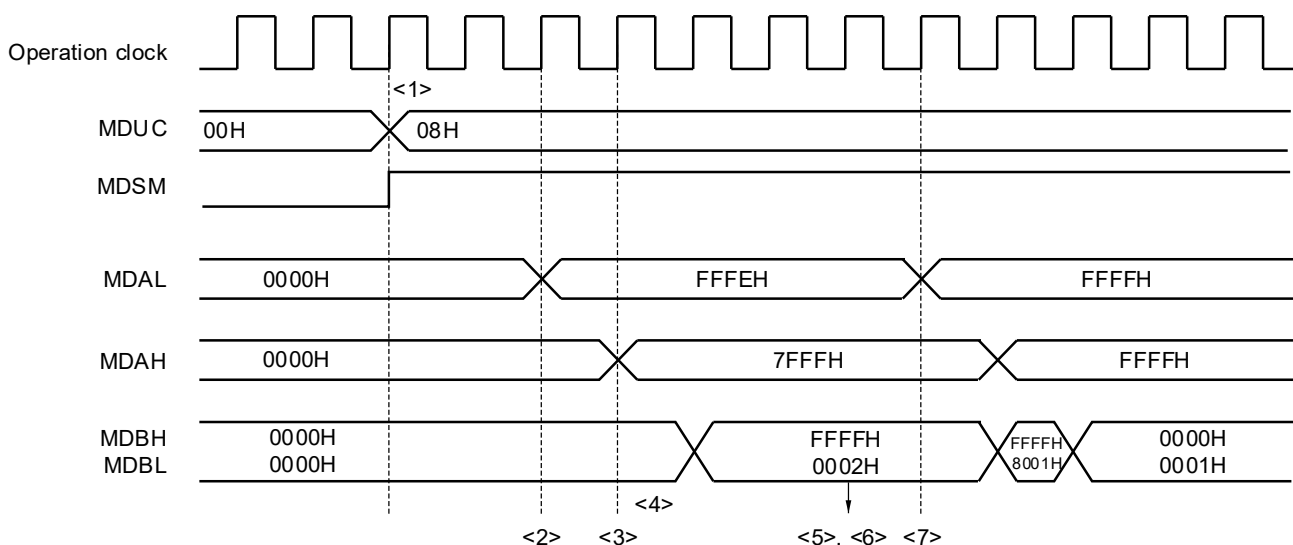 Operation clock
<1>
MDUC 00H 08H
MDSM
MDAL 0000H FFFEH FFFFH
MDAH 0000H 7FFFH FFFFH
MDBH 0000H FFFFH FFFFH 0000H
MDBL 0000H 0002H 8001H 0001H
<4>
<2> <3> <5>, <6> <7>